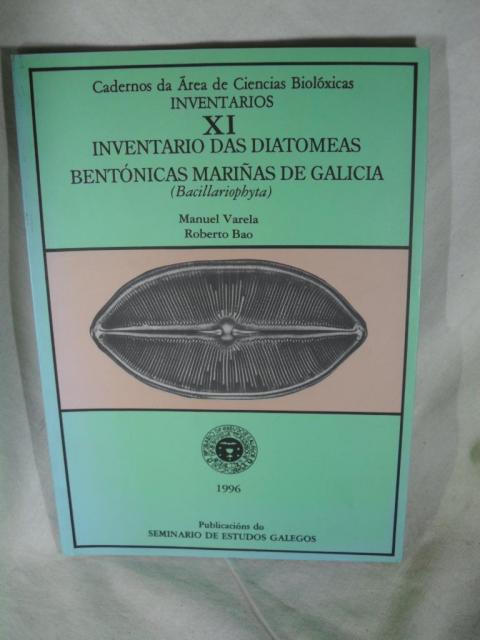 Cadernos da Área de Ciencias Biolóxicas
INVENTARIOS
XI
INVENTARIO DAS DIATOMEAS
BENTÓNICAS MARIÑAS DE GALICIA
(Bacillariophyta)
Manuel Varela
Roberto Bao
1996
Publicacións do
SEMINARIO DE ESTUDOS GALEGOS